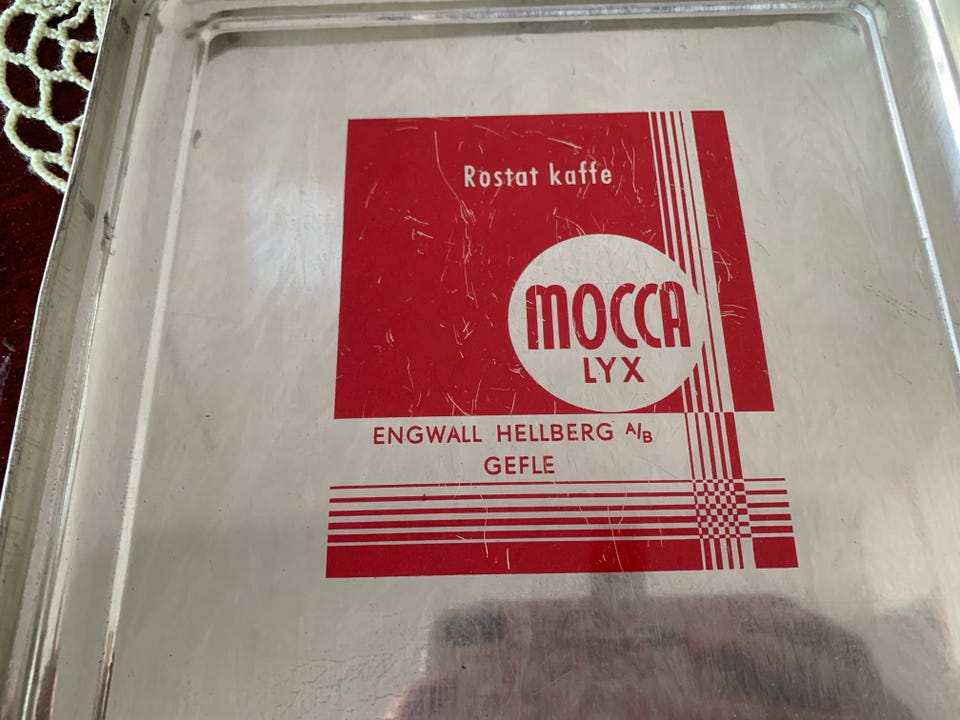 Rostat kaffe
MOCCA
LYX
ENGWALL HELLBERG A/B
GEFLE